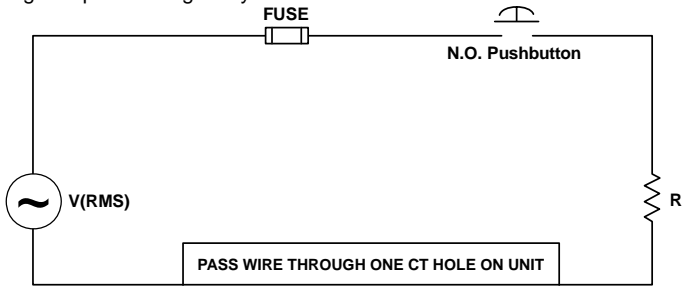 FUSE
N.O. Pushbutton
V(RMS)
R
PASS WIRE THROUGH ONE CT HOLE ON UNIT